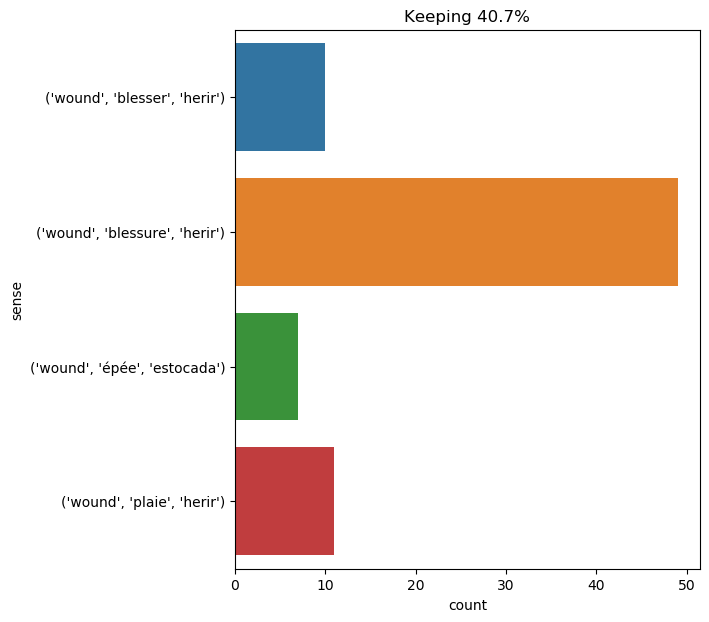 Keeping 40.7%
('wound', 'blesser', 'herir')
('wound', 'blessure', 'herir')
('wound', 'épée', 'estocada')
('wound', 'plaie', 'herir')
sense
0 10 20 30 40 50
count